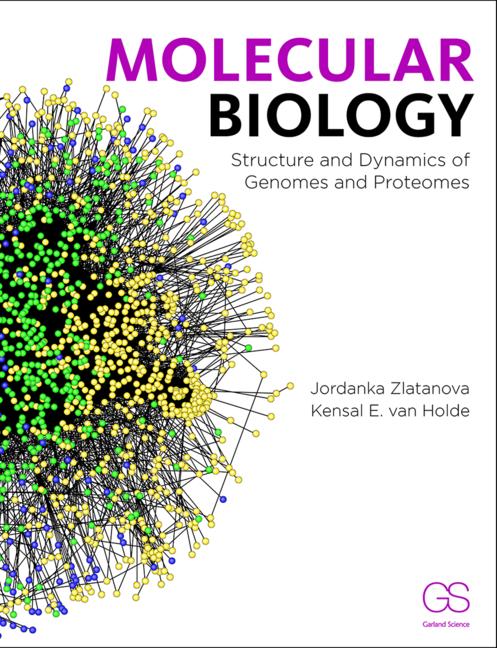 MOLECULAR
BIOLOGY
Structure and Dynamics of
Genomes and Proteomes
Jordanka Zlatanova
Kensal E. van Holde
GS
Garland Science